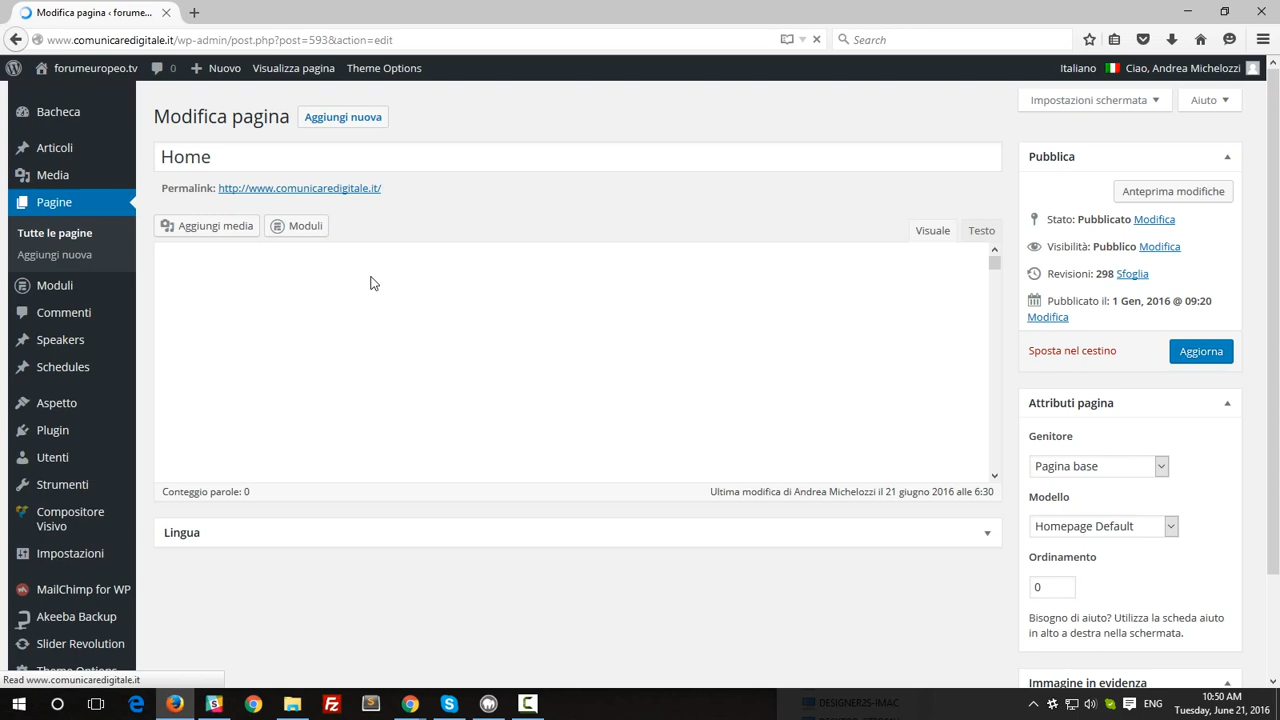 Modifica pagina ‹ forume...
www.comunicaredigitale.it/wp-admin/post.php?post=593&action=edit
Search
forumeuropeo.tv 0 Nuovo Visualizza pagina Theme Options Italiano Ciao, Andrea Michelozzi
Bacheca
Articoli
Media
Pagine
Tutte le pagine
Aggiungi nuova
Moduli
Commenti
Speakers
Schedules
Aspetto
Plugin
Utenti
Strumenti
Compositore
Visivo
Impostazioni
MailChimp for WP
Akeeba Backup
Slider Revolution
Theme Options
Read www.comunicaredigitale.it
Impostazioni schermata
Aiuto
Modifica pagina Aggiungi nuova
Home
Permalink: http://www.comunicaredigitale.it/
Aggiungi media Moduli
Visuale Testo
Conteggio parole: 0 Ultima modifica di Andrea Michelozzi il 21 giugno 2016 alle 6:30
Lingua
Pubblica
Anteprima modifiche
Stato: Pubblicato Modifica
Visibilità: Pubblico Modifica
Revisioni: 298 Sfoglia
Pubblicato il: 1 Gen, 2016 @ 09:20
Modifica
Sposta nel cestino Aggiorna
Attributi pagina
Genitore
Pagina base
Modello
Homepage Default
Ordinamento
0
Bisogno di aiuto? Utilizza la scheda aiuto
in alto a destra nella schermata.
Immagine in evidenza
DESIGNER25-IMAC
ENG
10:50 AM
Tuesday, June 21, 2016